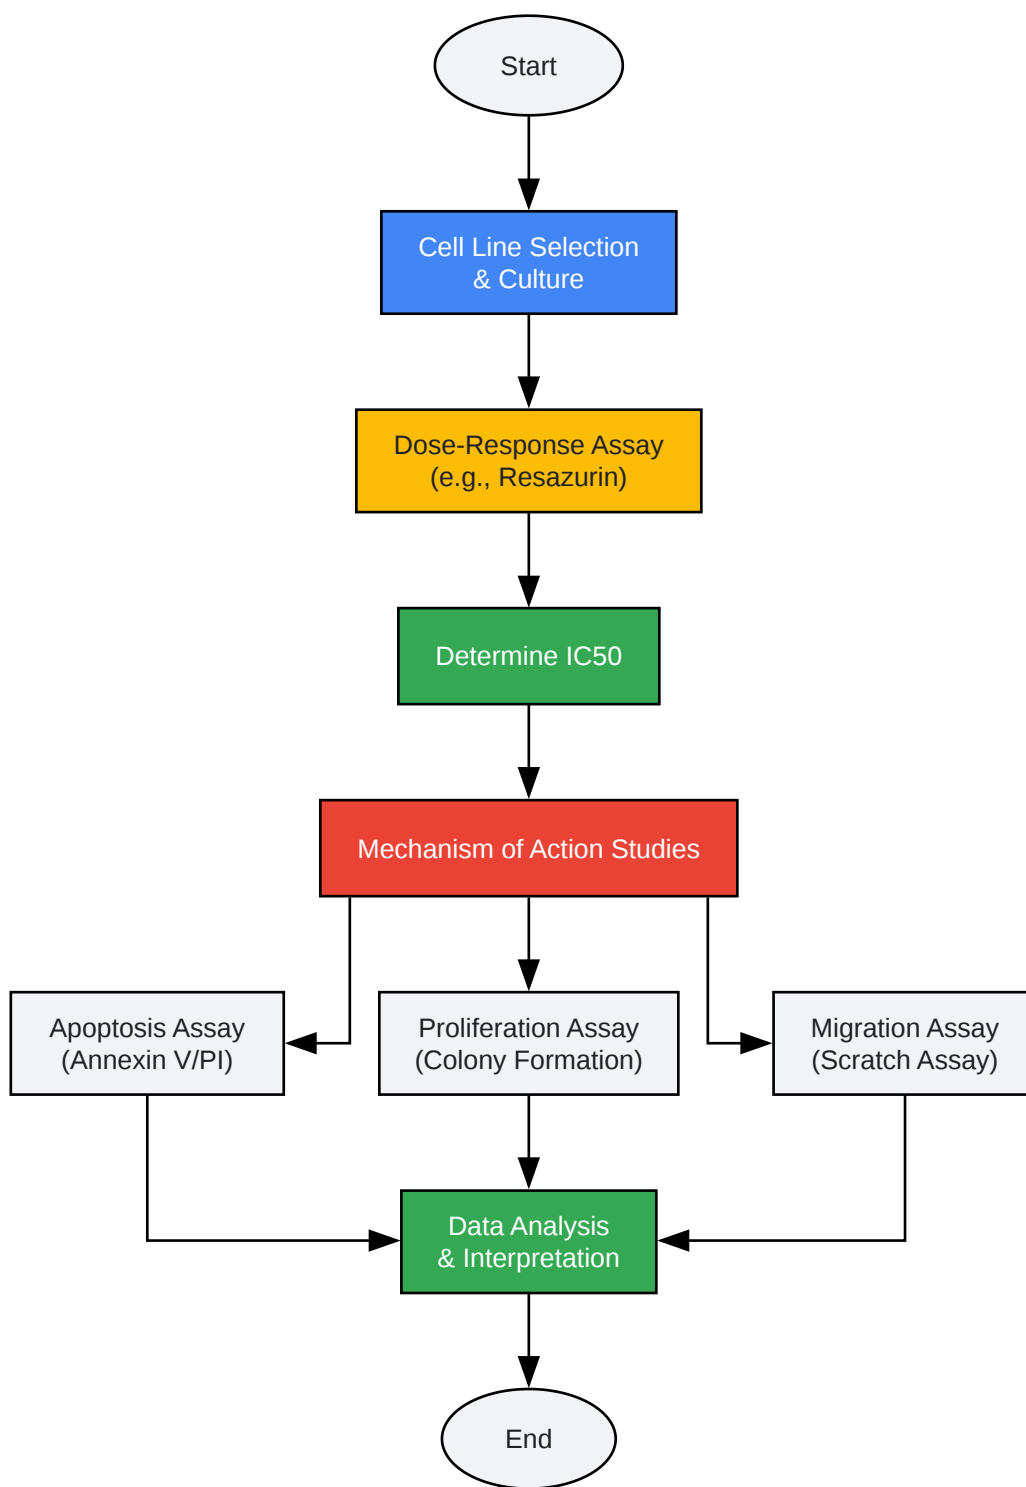 Start
Cell Line Selection
& Culture
Dose-Response Assay
(e.g., Resazurin)
Determine IC50
Mechanism of Action Studies
Apoptosis Assay
(Annexin V/PI)
Proliferation Assay
(Colony Formation)
Migration Assay
(Scratch Assay)
Data Analysis
& Interpretation
End